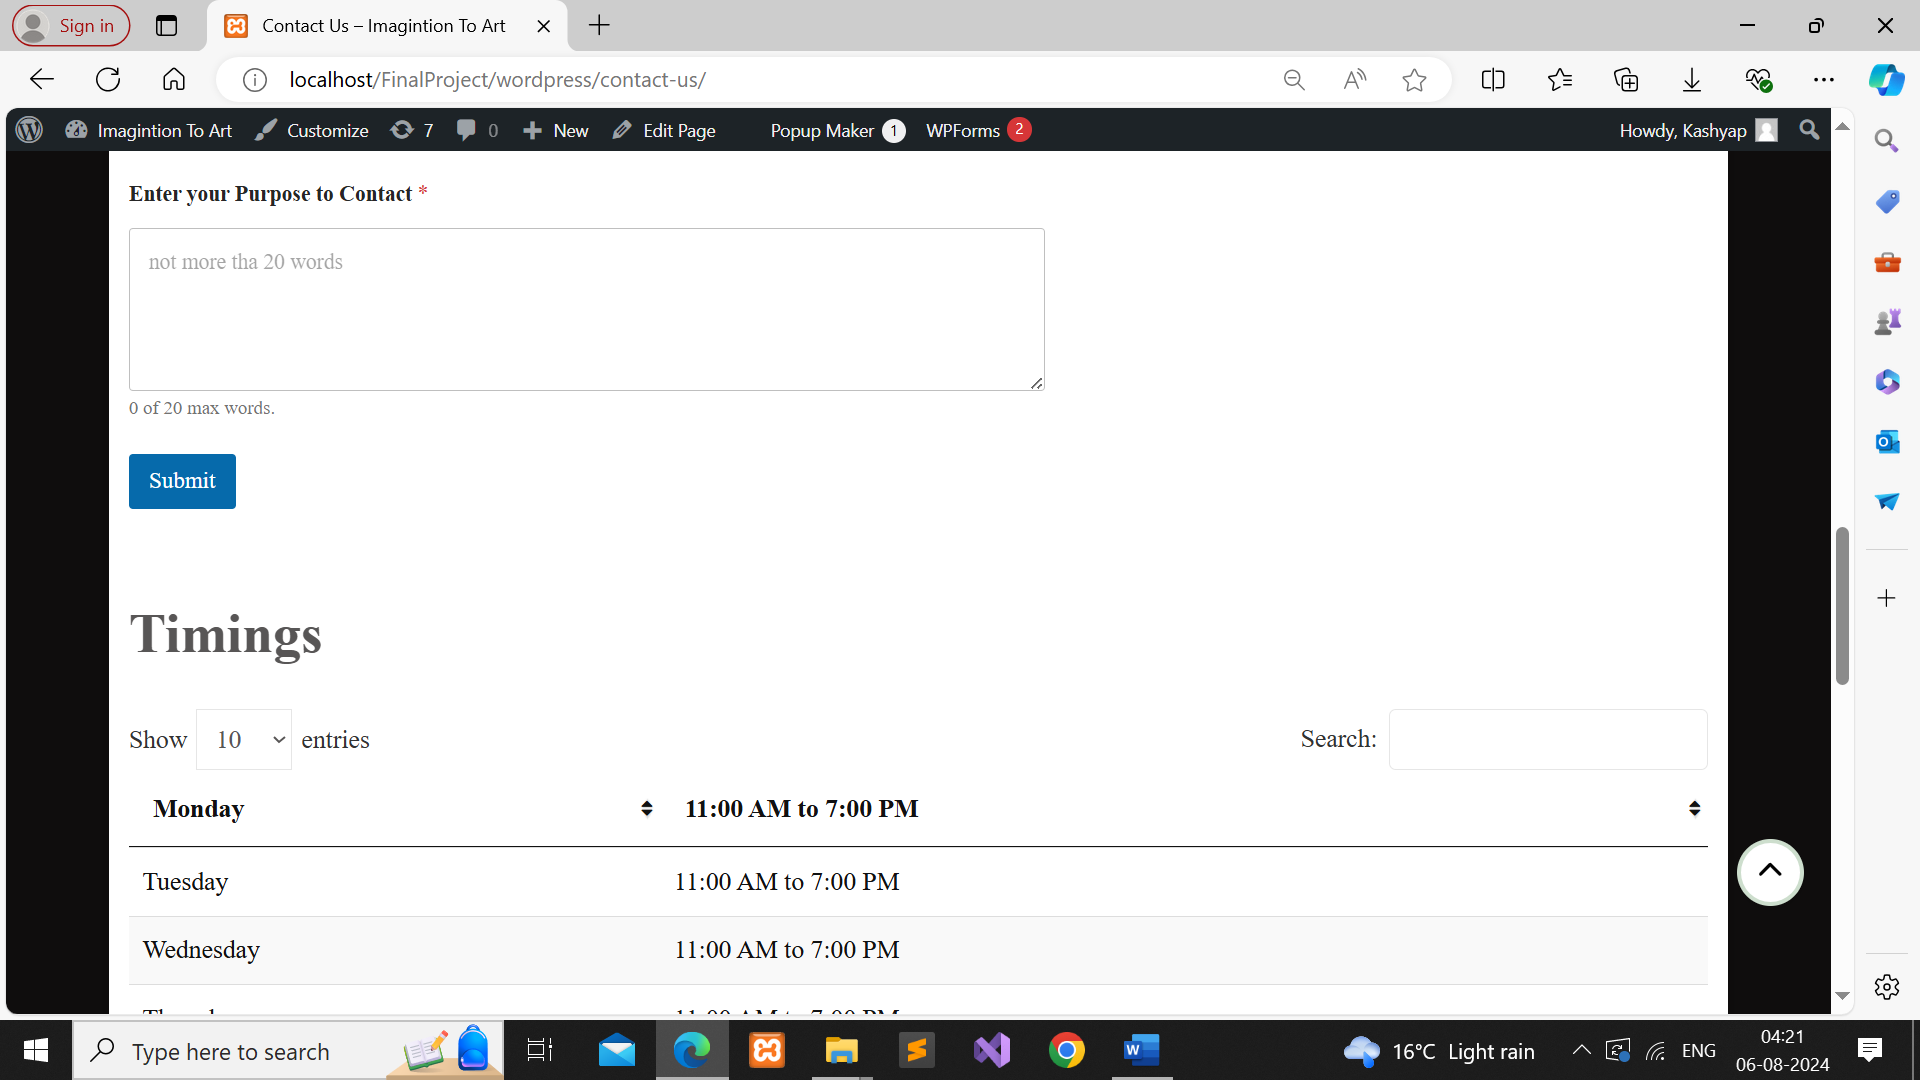 Sign in
Contact Us – Imagintion To Art
localhost/FinalProject/wordpress/contact-us/
Imagintion To Art Customize 7 0 New Edit Page Popup Maker 1 WPForms 2 Howdy, Kashyap
Enter your Purpose to Contact *
not more tha 20 words
0 of 20 max words.
Submit
Timings
Show 10 entries Search:
Monday 11:00 AM to 7:00 PM
Tuesday 11:00 AM to 7:00 PM
Wednesday 11:00 AM to 7:00 PM
Type here to search
16°C Light rain
ENG
04:21
06-08-2024